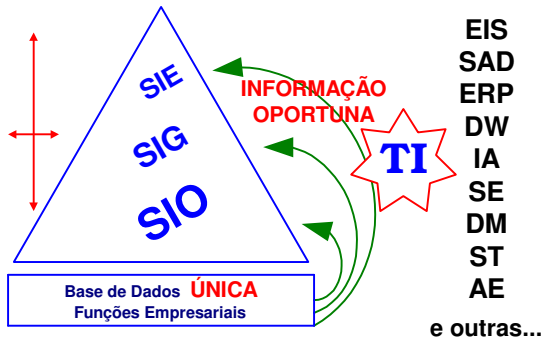 SIE
SIG
SIO
Base de Dados ÚNICA
Funções Empresariais
INFORMAÇÃO
OPORTUNA
TI
EIS
SAD
ERP
DW
IA
SE
DM
ST
AE
e outras...